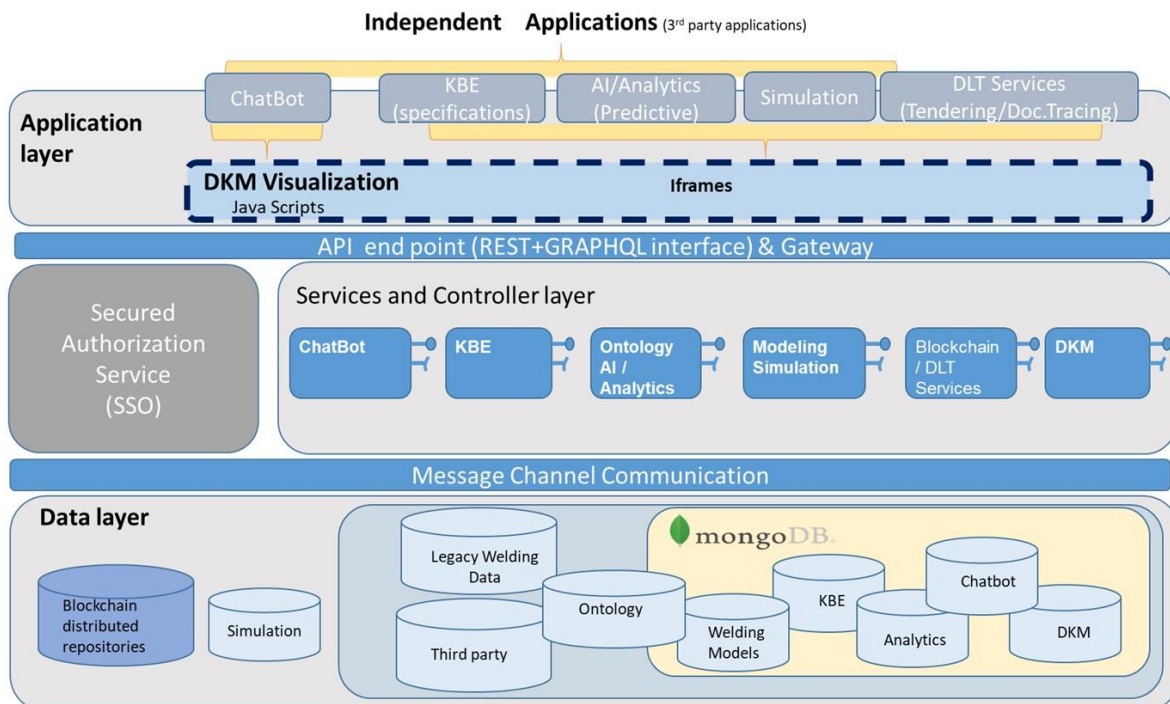 Independent Applications (3rd party applications)
ChatBot
KBE
(specifications)
AI/Analytics
(Predictive)
Simulation
DLT Services
(Tendering/Doc.Tracing)
Application
layer
DKM Visualization
Java Scripts
Iframes
API end point (REST+GRAPHQL interface) & Gateway
Secured
Authorization
Service
(SSO)
Services and Controller layer
ChatBot
KBE
Ontology
AI /
Analytics
Modeling
Simulation
Blockchain
/ DLT
Services
DKM
Message Channel Communication
Data layer
mongoDB.
Blockchain
distributed
repositories
Simulation
Legacy Welding
Data
Third party
Ontology
Welding
Models
KBE
Analytics
Chatbot
DKM